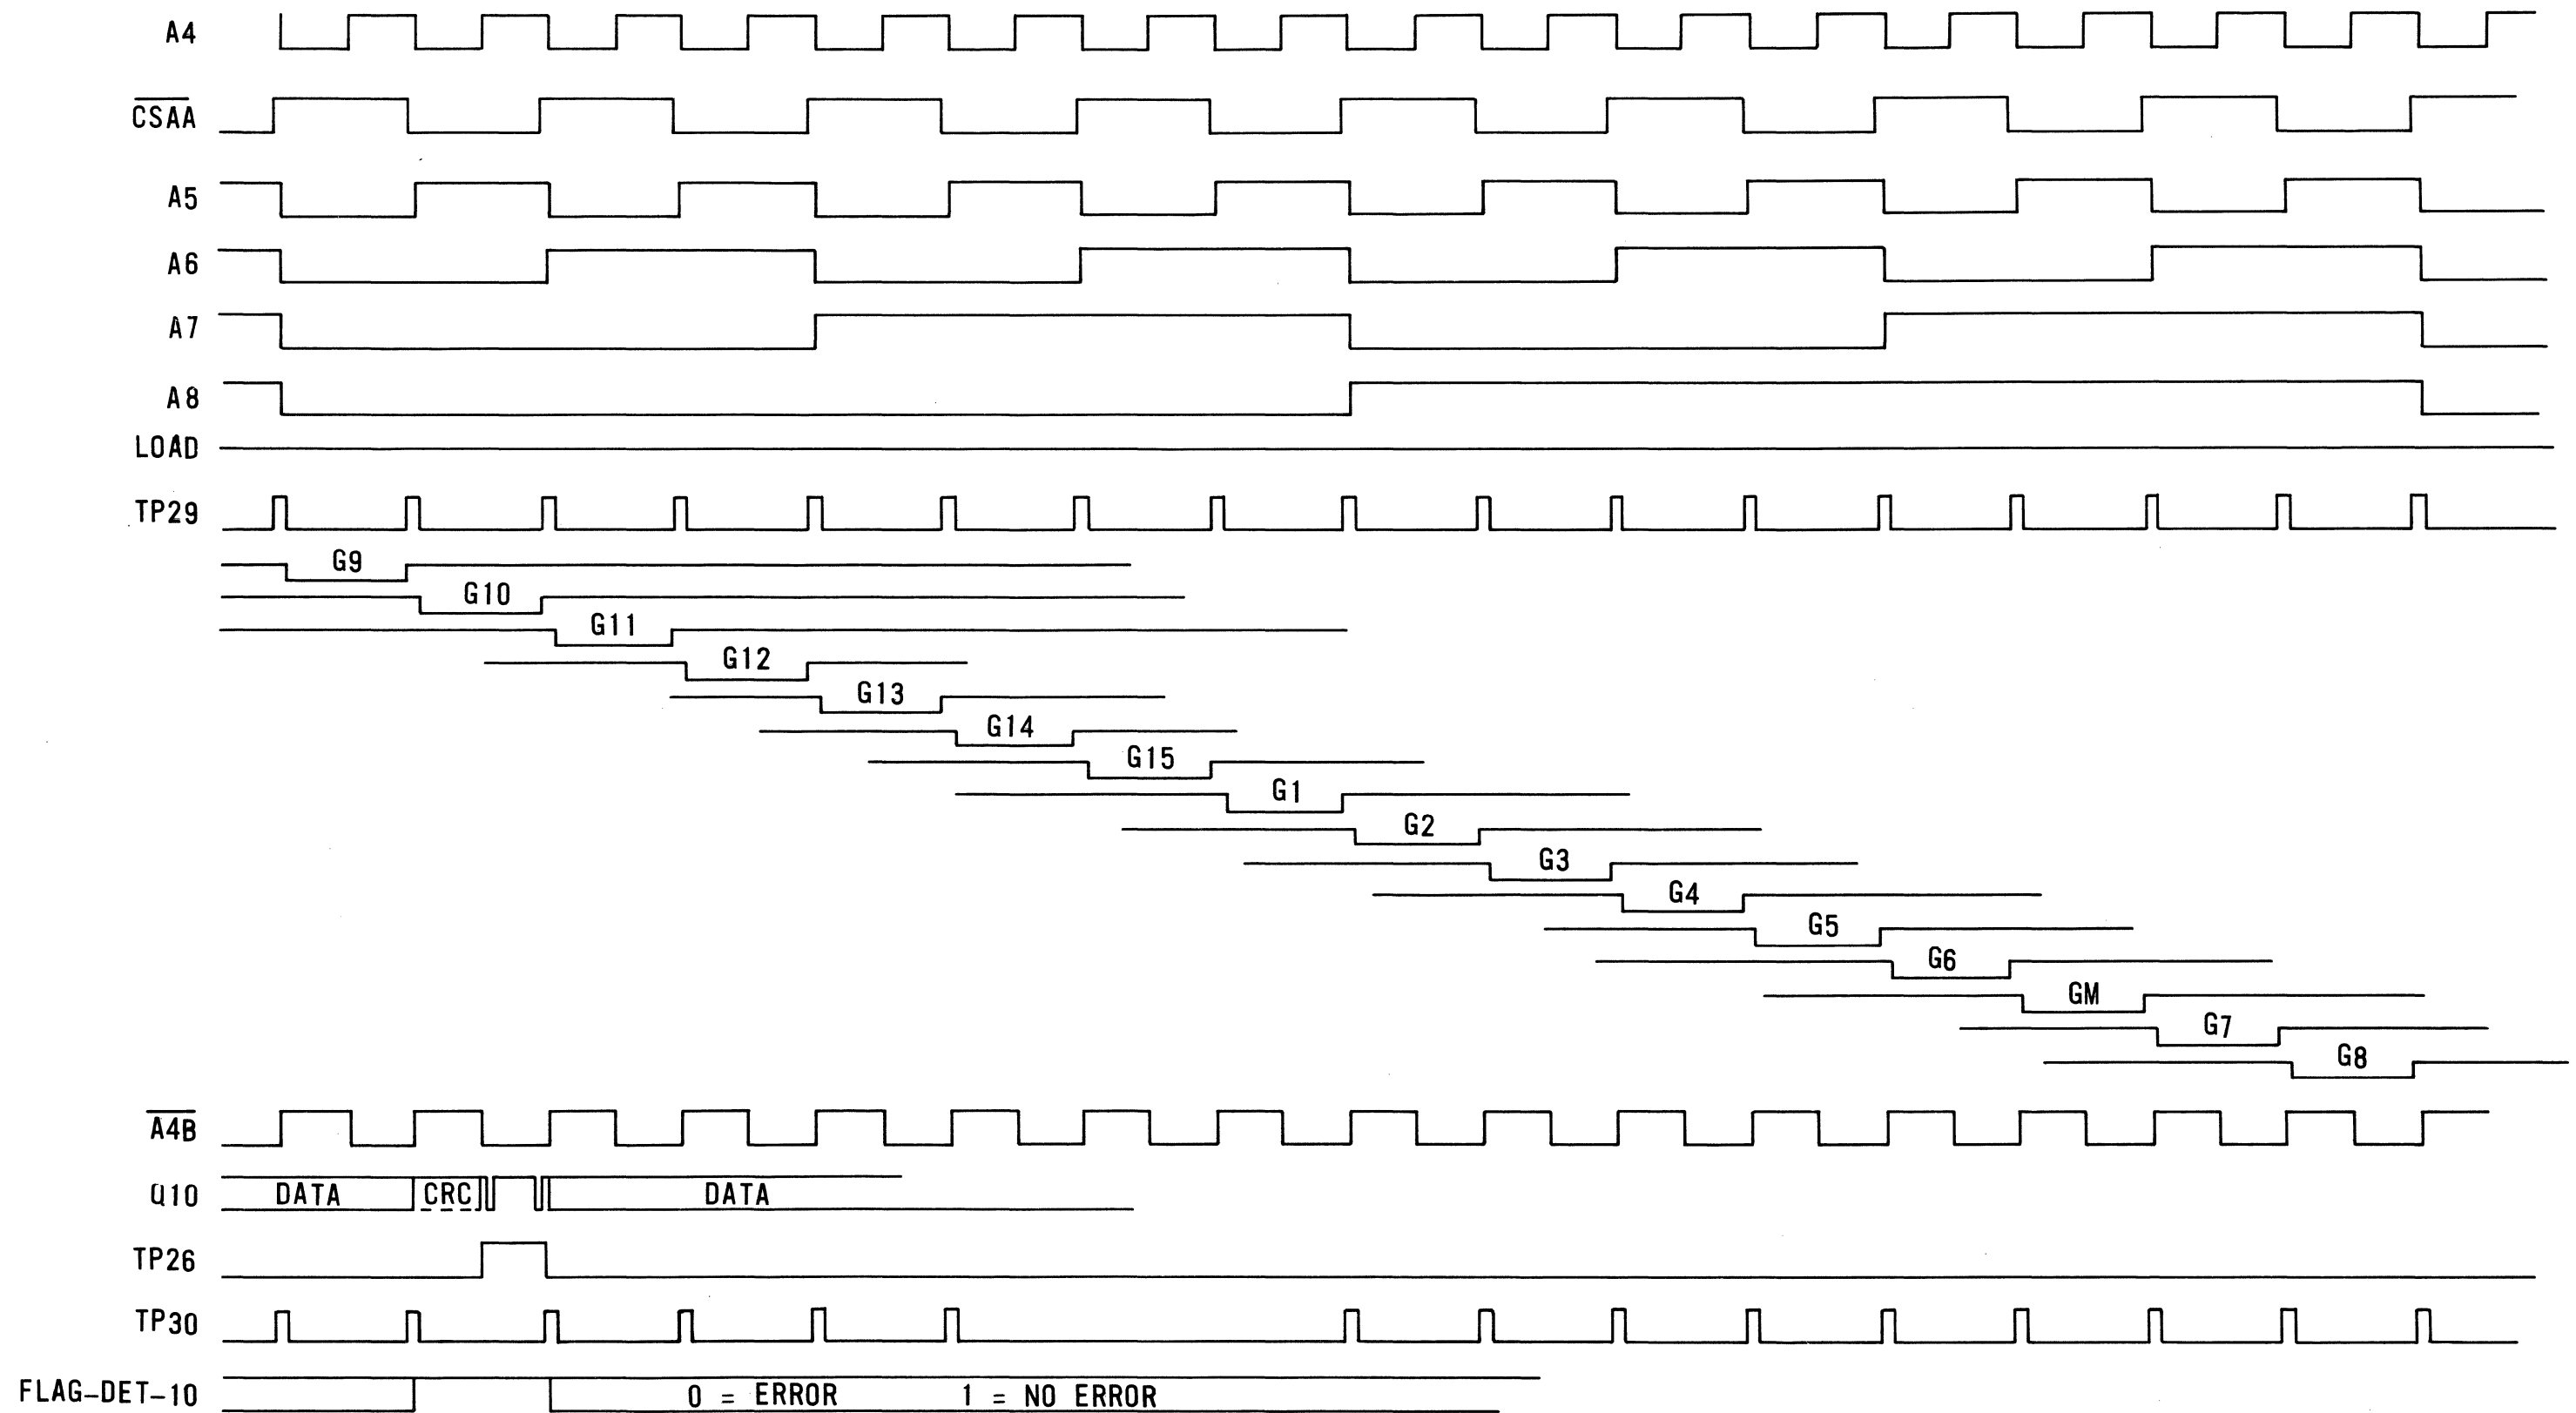 A4
CSAA
A5
A6
A7
A8
LOAD
TP29
G9
G10
G11
G12
G13
G14
G15
G1
G2
G3
G4
G5
G6
GM
G7
G8
A4B
Q10 DATA CRC DATA
TP26
TP30
FLAG-DET-10 0 = ERROR 1 = NO ERROR